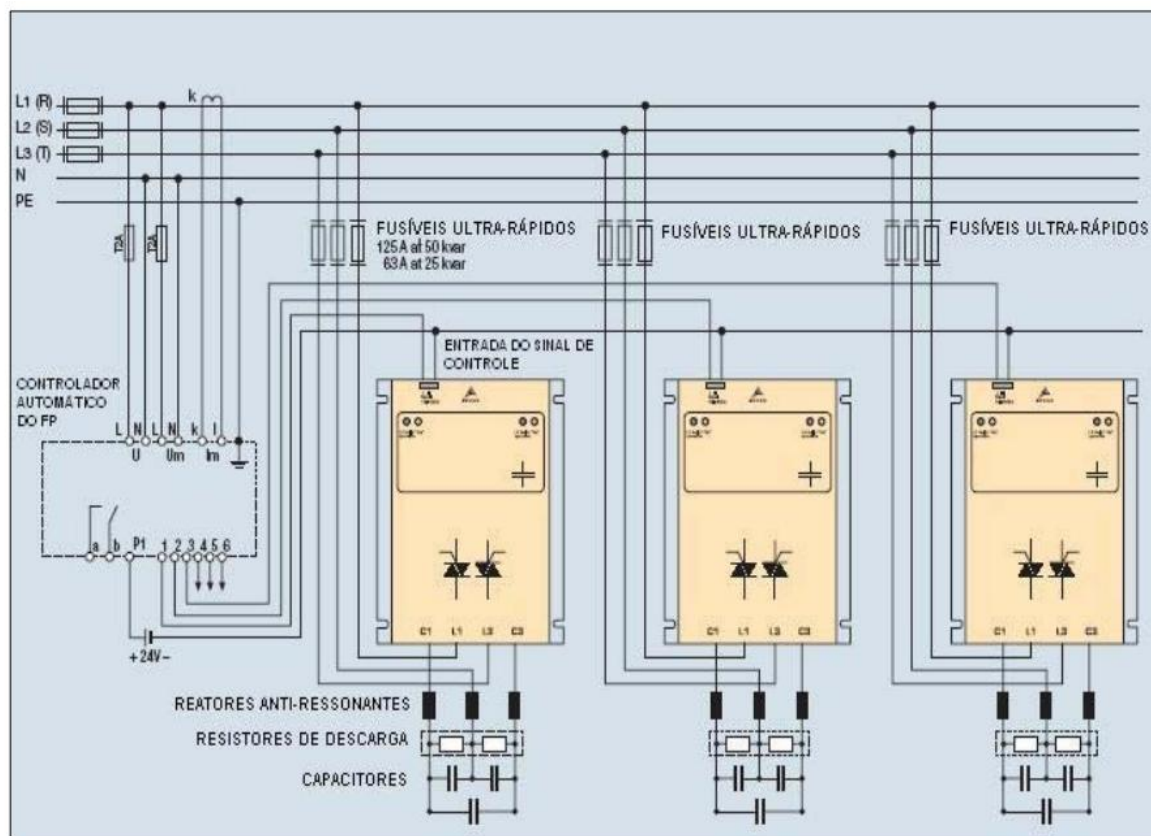 k
L1 (R)
L2 (S)
L3 (T)
N
PE
T2A T2A
FUSÍVEIS ULTRA-RÁPIDOS
125A at 50 kvar
63A at 25 kvar
FUSÍVEIS ULTRA-RÁPIDOS
FUSÍVEIS ULTRA-RÁPIDOS
ENTRADA DO SINAL DE
CONTROLE
CONTROLADOR
AUTOMÁTICO
DO FP
L N L N k l
U Um Im
a b P1 1 2 3 4 5 6
+24V-
C1 L1 L3 C3
C1 L1 L3 C3
C1 L1 L3 C3
REATORES ANTI-RESSONANTES
RESISTORES DE DESCARGA
CAPACITORES